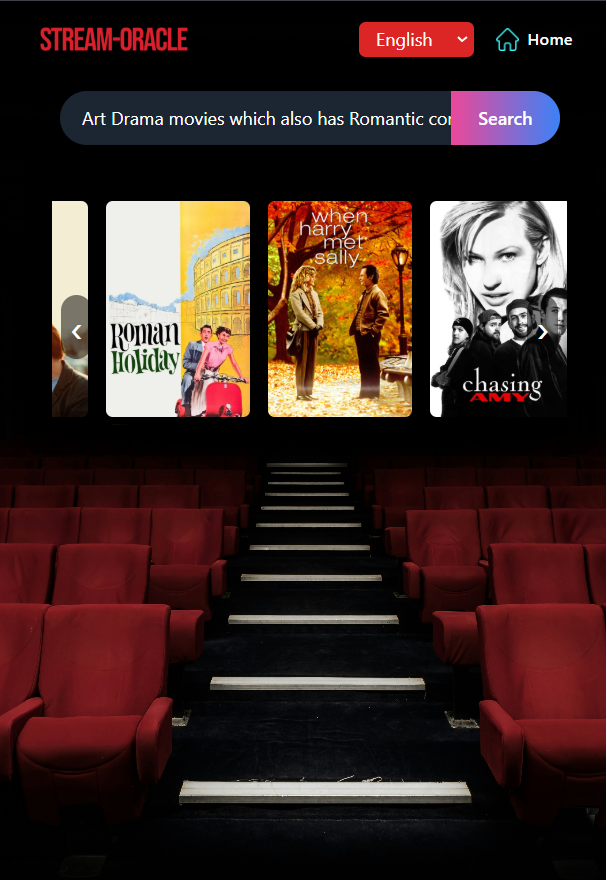 STREAM-ORACLE
English
Home
Art Drama movies which also has Romantic cor
Search
Roman
Holiday
when
harry
met
sally
chasing
AMY